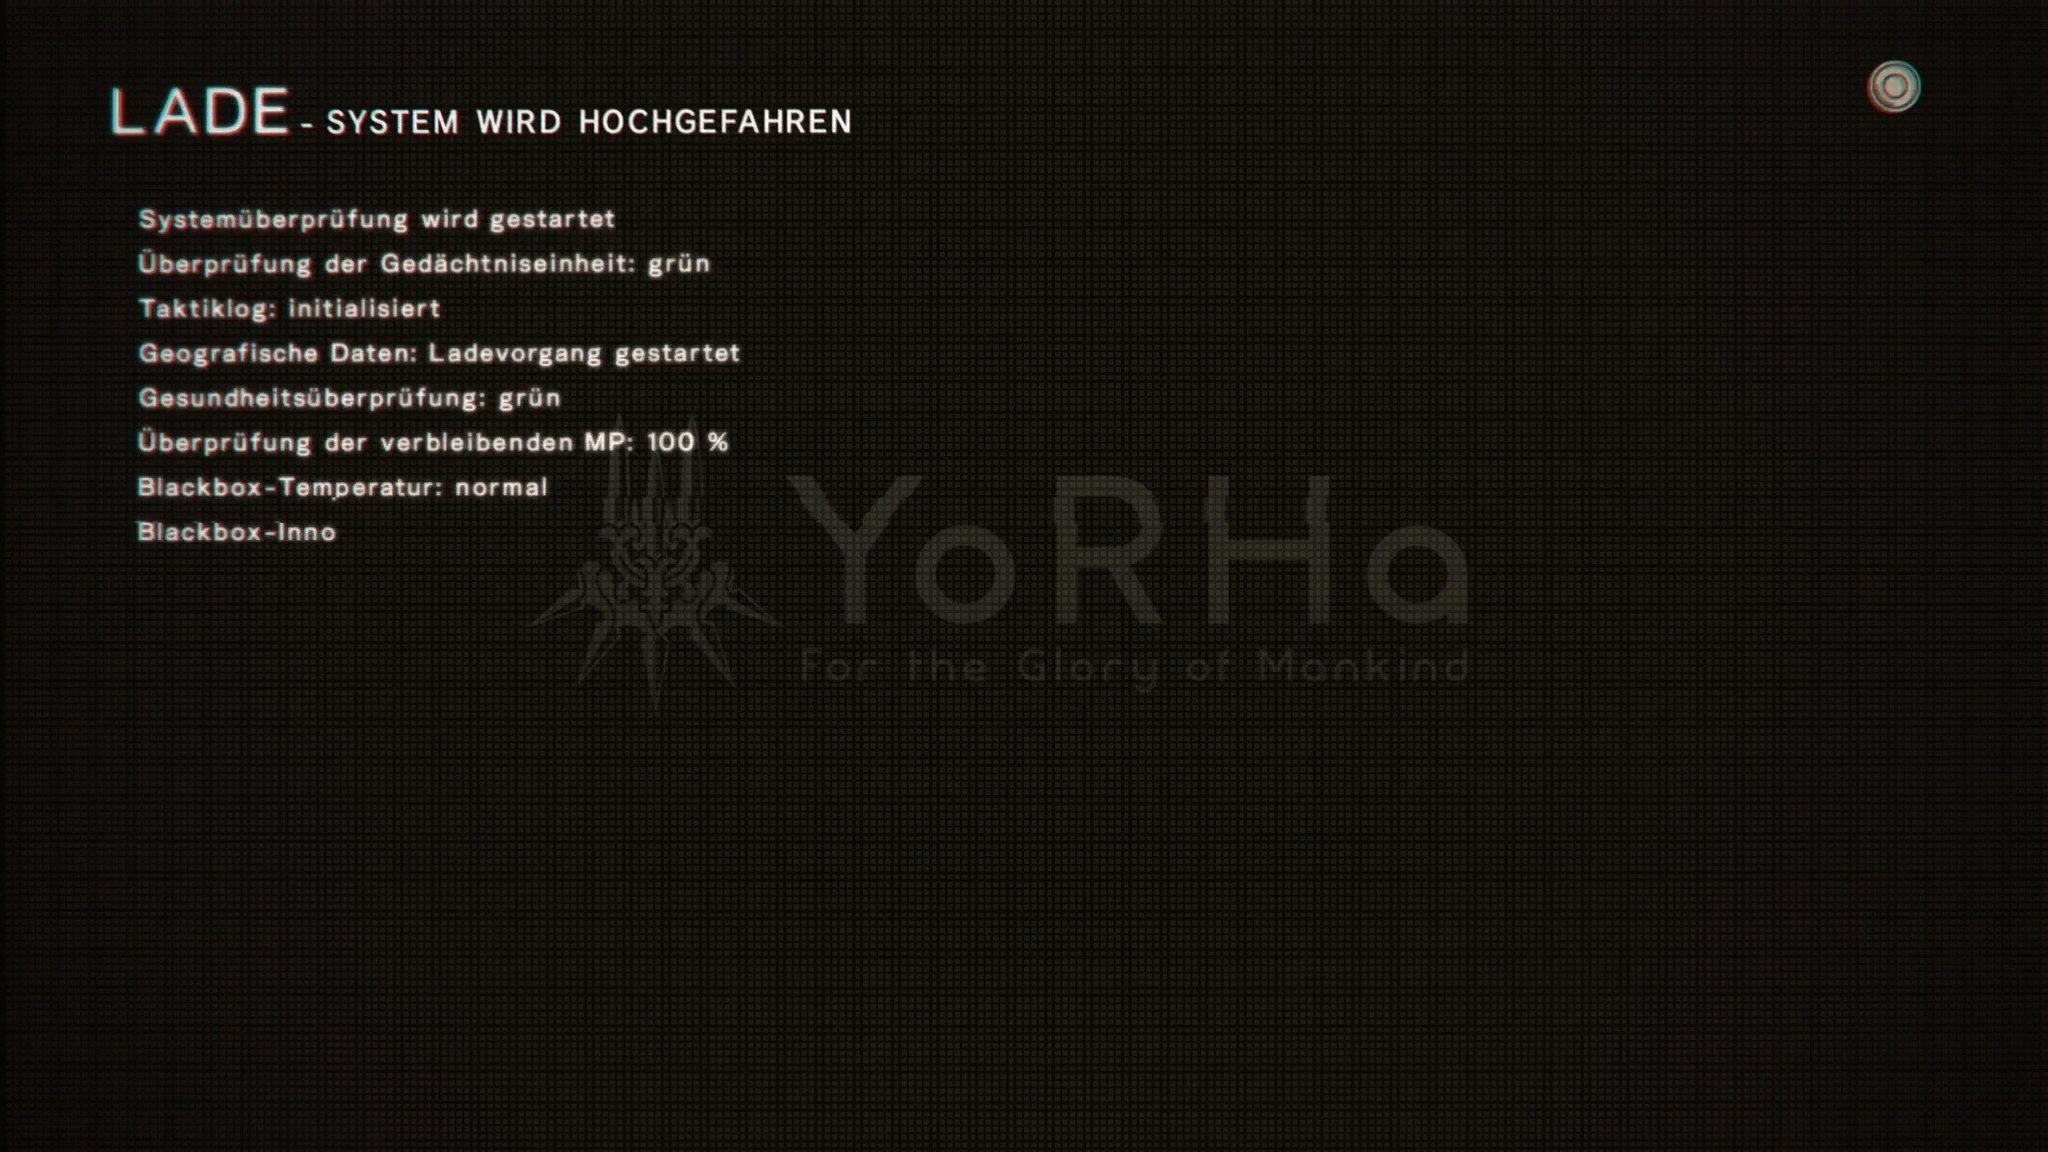 LADE - SYSTEM WIRD HOCHGEFAHREN
Systemüberprüfung wird gestartet
Überprüfung der Gedächtniseinheit: grün
Taktiklog: initialisiert
Geografische Daten: Ladevorgang gestartet
Gesundheitsüberprüfung: grün
Überprüfung der verbleibenden MP: 100 %
Blackbox-Temperatur: normal
Blackbox-Inno
YoRHa
For the Glory of Mankind